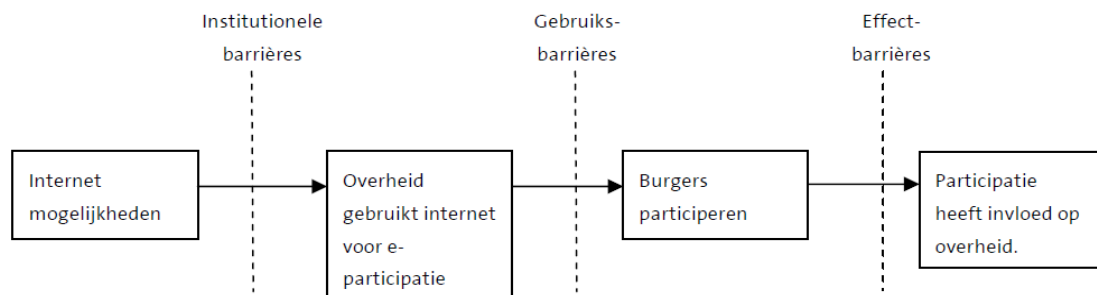 Institutionele
barrières
Gebruiks-
barrières
Effect-
barrières
Internet
mogelijkheden
Overheid
gebruikt internet
voor e-
participatie
Burgers
participeren
Participatie
heeft invloed op
overheid.